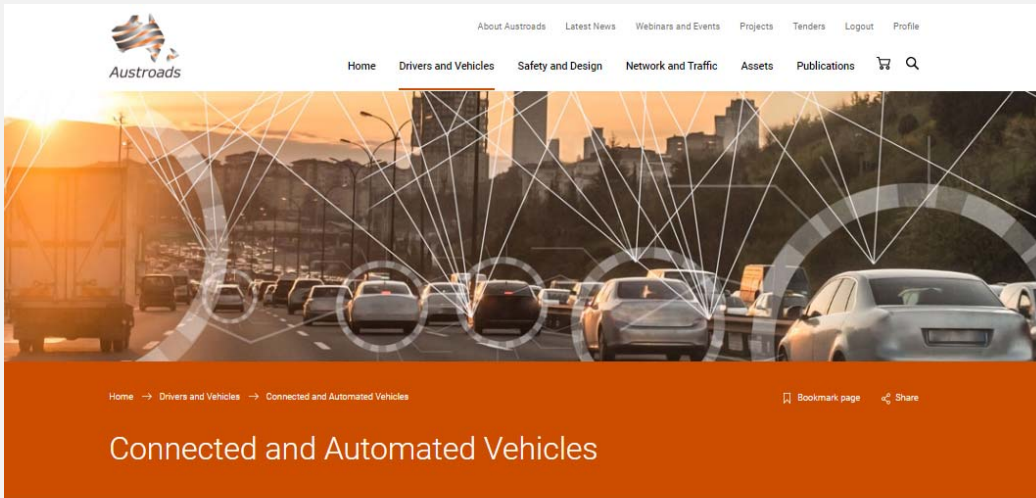 About Austroads Latest News Webinars and Events Projects Tenders Logout Profile
Austroads
Home Drivers and Vehicles Safety and Design Network and Traffic Assets Publications
Home → Drivers and Vehicles → Connected and Automated Vehicles
Bookmark page Share
Connected and Automated Vehicles